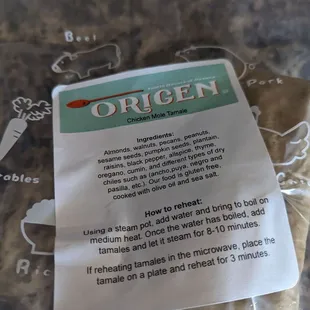 Beef
Pork
ORIGEN
Chicken Mole Tamale
Ingredients:
Almonds, walnuts, pecans, peanuts,
sesame seeds, pumpkin seeds, plantain,
raisins, black pepper, allspice, thyme,
oregano, cumin, and different types of dry
chiles such as (ancho,puya, negro and
pasilla, etc.). Our food is gluten free,
cooked with olive oil and sea salt.
How to reheat:
Using a steam pot, add water and bring to boil on
medium heat. Once the water has boiled, add
tamales and let it steam for 8-10 minutes.
If reheating tamales in the microwave, place the
tamale on a plate and reheat for 3 minutes.